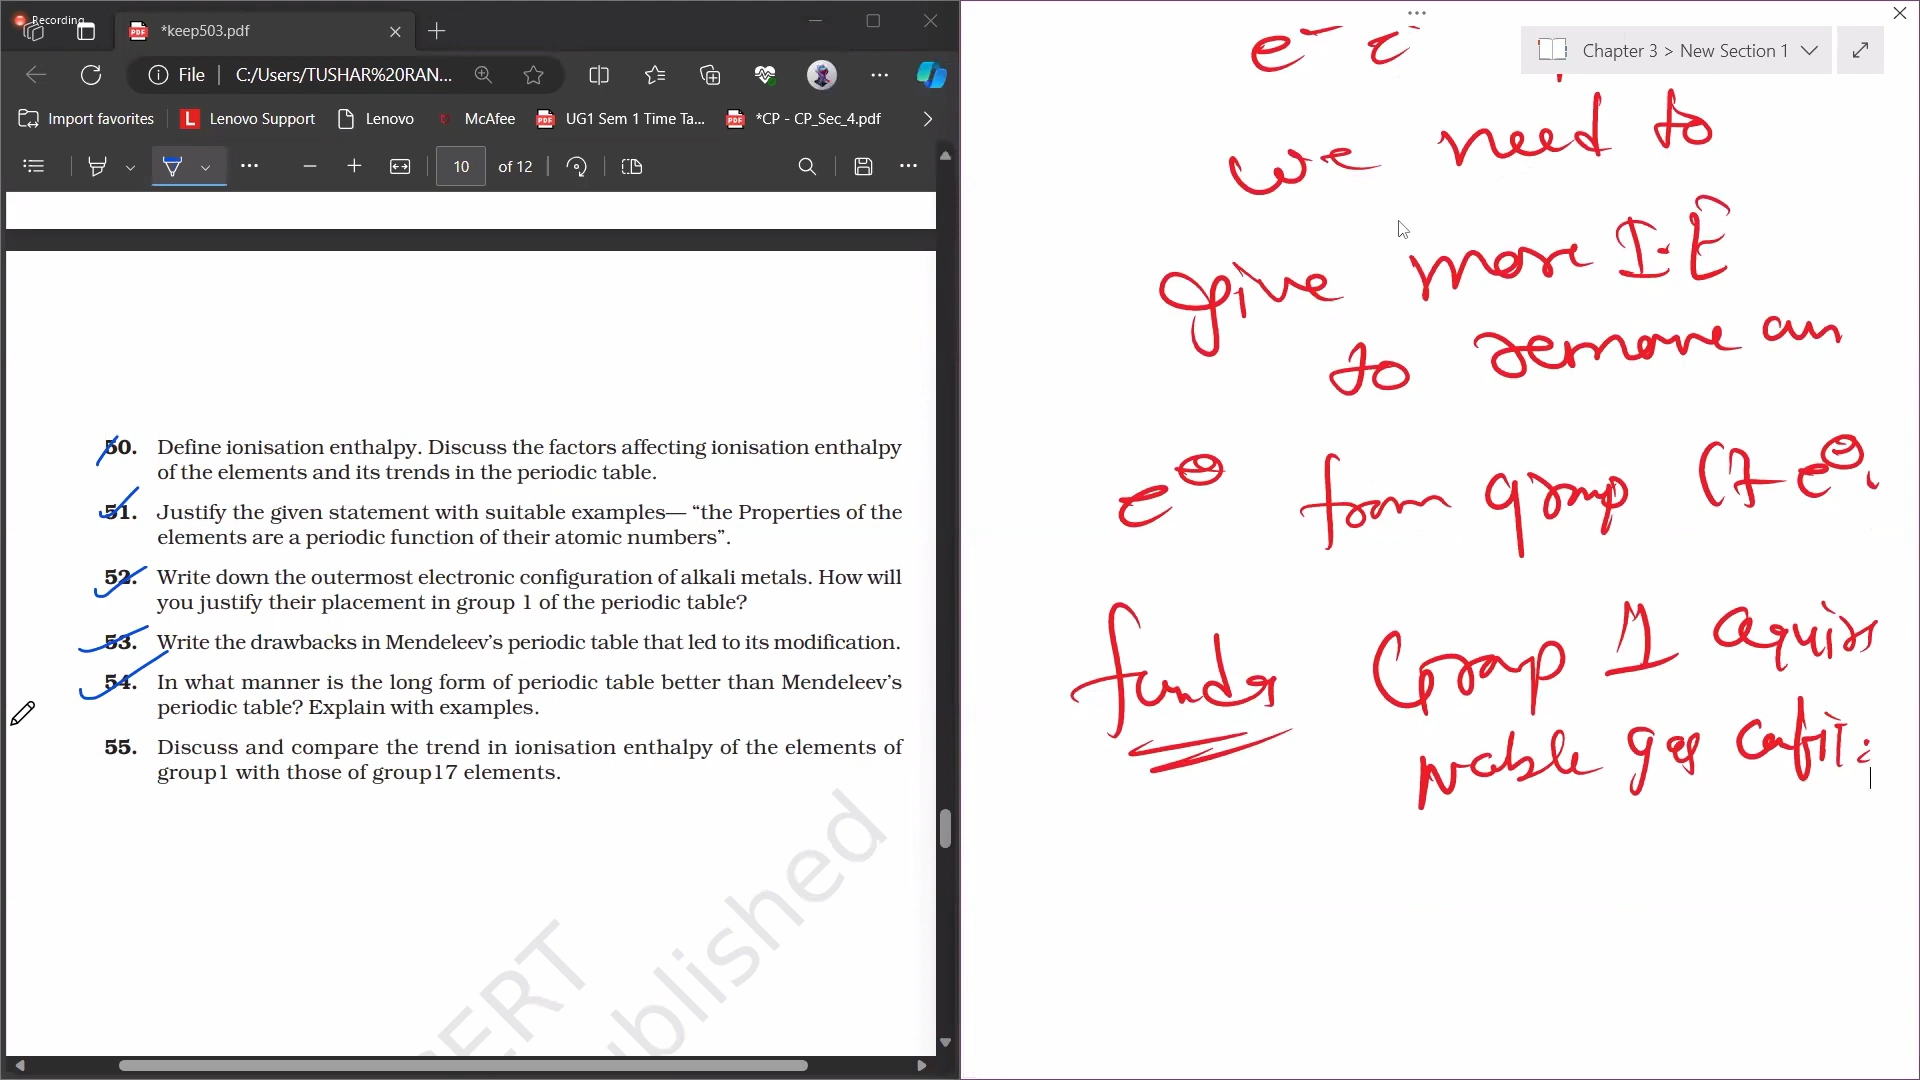 Recording
*keep503.pdf
File
C:/Users/TUSHAR%20RAN...
Import favorites
Lenovo Support
Lenovo
McAfee
UG1 Sem 1 Time Ta...
*CP - CP_Sec_4.pdf
10 of 12
50. Define ionisation enthalpy. Discuss the factors affecting ionisation enthalpy
of the elements and its trends in the periodic table.
51. Justify the given statement with suitable examples— “the Properties of the
elements are a periodic function of their atomic numbers”.
52. Write down the outermost electronic configuration of alkali metals. How will
you justify their placement in group 1 of the periodic table?
53. Write the drawbacks in Mendeleev’s periodic table that led to its modification.
54. In what manner is the long form of periodic table better than Mendeleev’s
periodic table? Explain with examples.
55. Discuss and compare the trend in ionisation enthalpy of the elements of
group1 with those of group17 elements.
Chapter 3 > New Section 1
we need to
give more I.E
to remove an
e⊖ from group 17 e⊖.
Group 1
noble gas